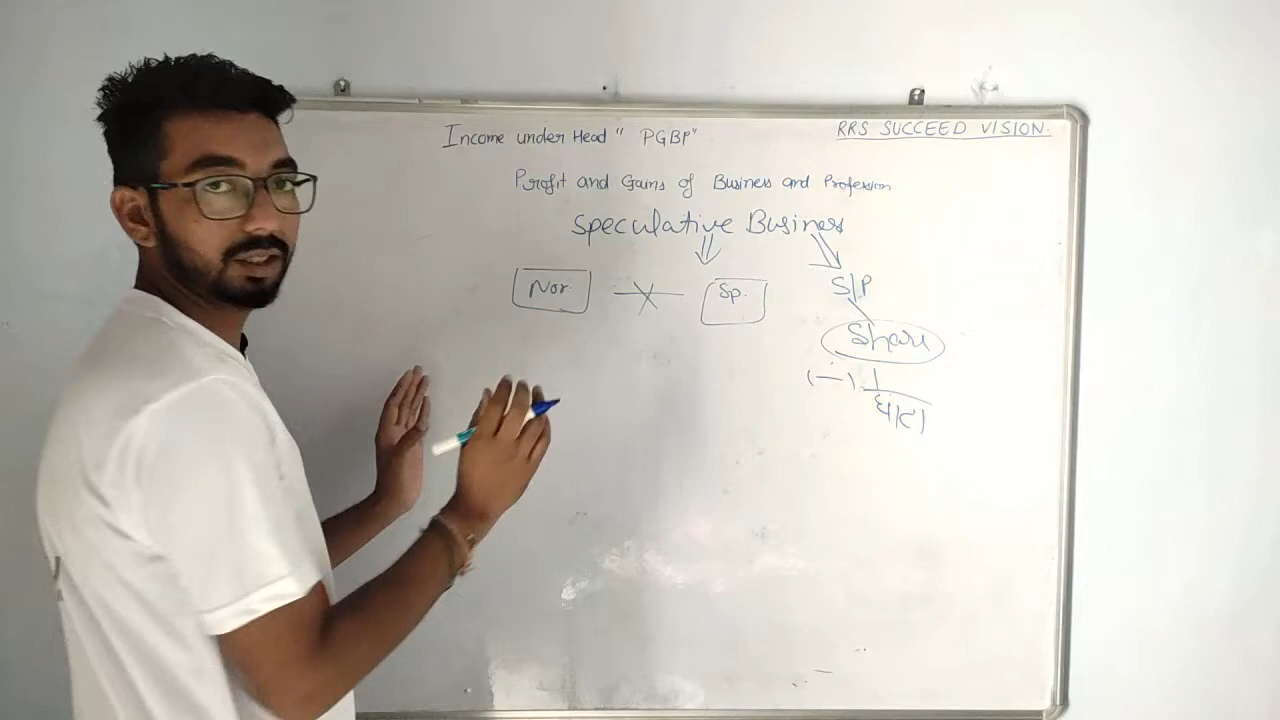 Income under Head " PGBP"
RRS SUCCEED VISION.
Profit and Gains of Business and Profession
Speculative Business
Nor.
Sp.
S/P
Share
(—)
घाटा